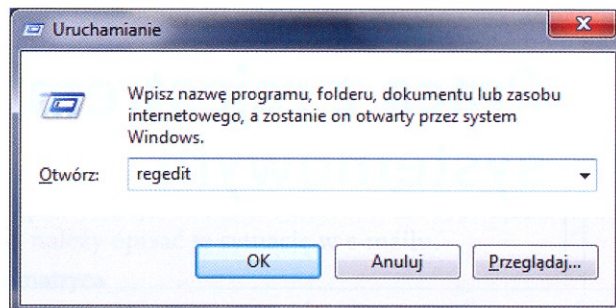 Uruchamianie
Wpisz nazwę programu, folderu, dokumentu lub zasobu
internetowego, a zostanie on otwarty przez system
Windows.
Otwórz: regedit
OK Anuluj Przeglądaj...